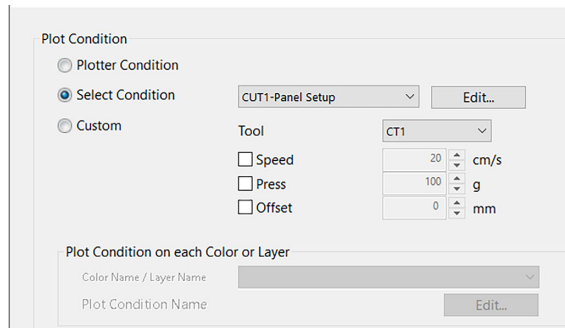 Plot Condition
Plotter Condition
Select Condition CUT1-Panel Setup Edit...
Custom Tool CT1
Speed 20 cm/s
Press 100 g
Offset 0 mm
Plot Condition on each Color or Layer
Color Name / Layer Name
Plot Condition Name Edit...